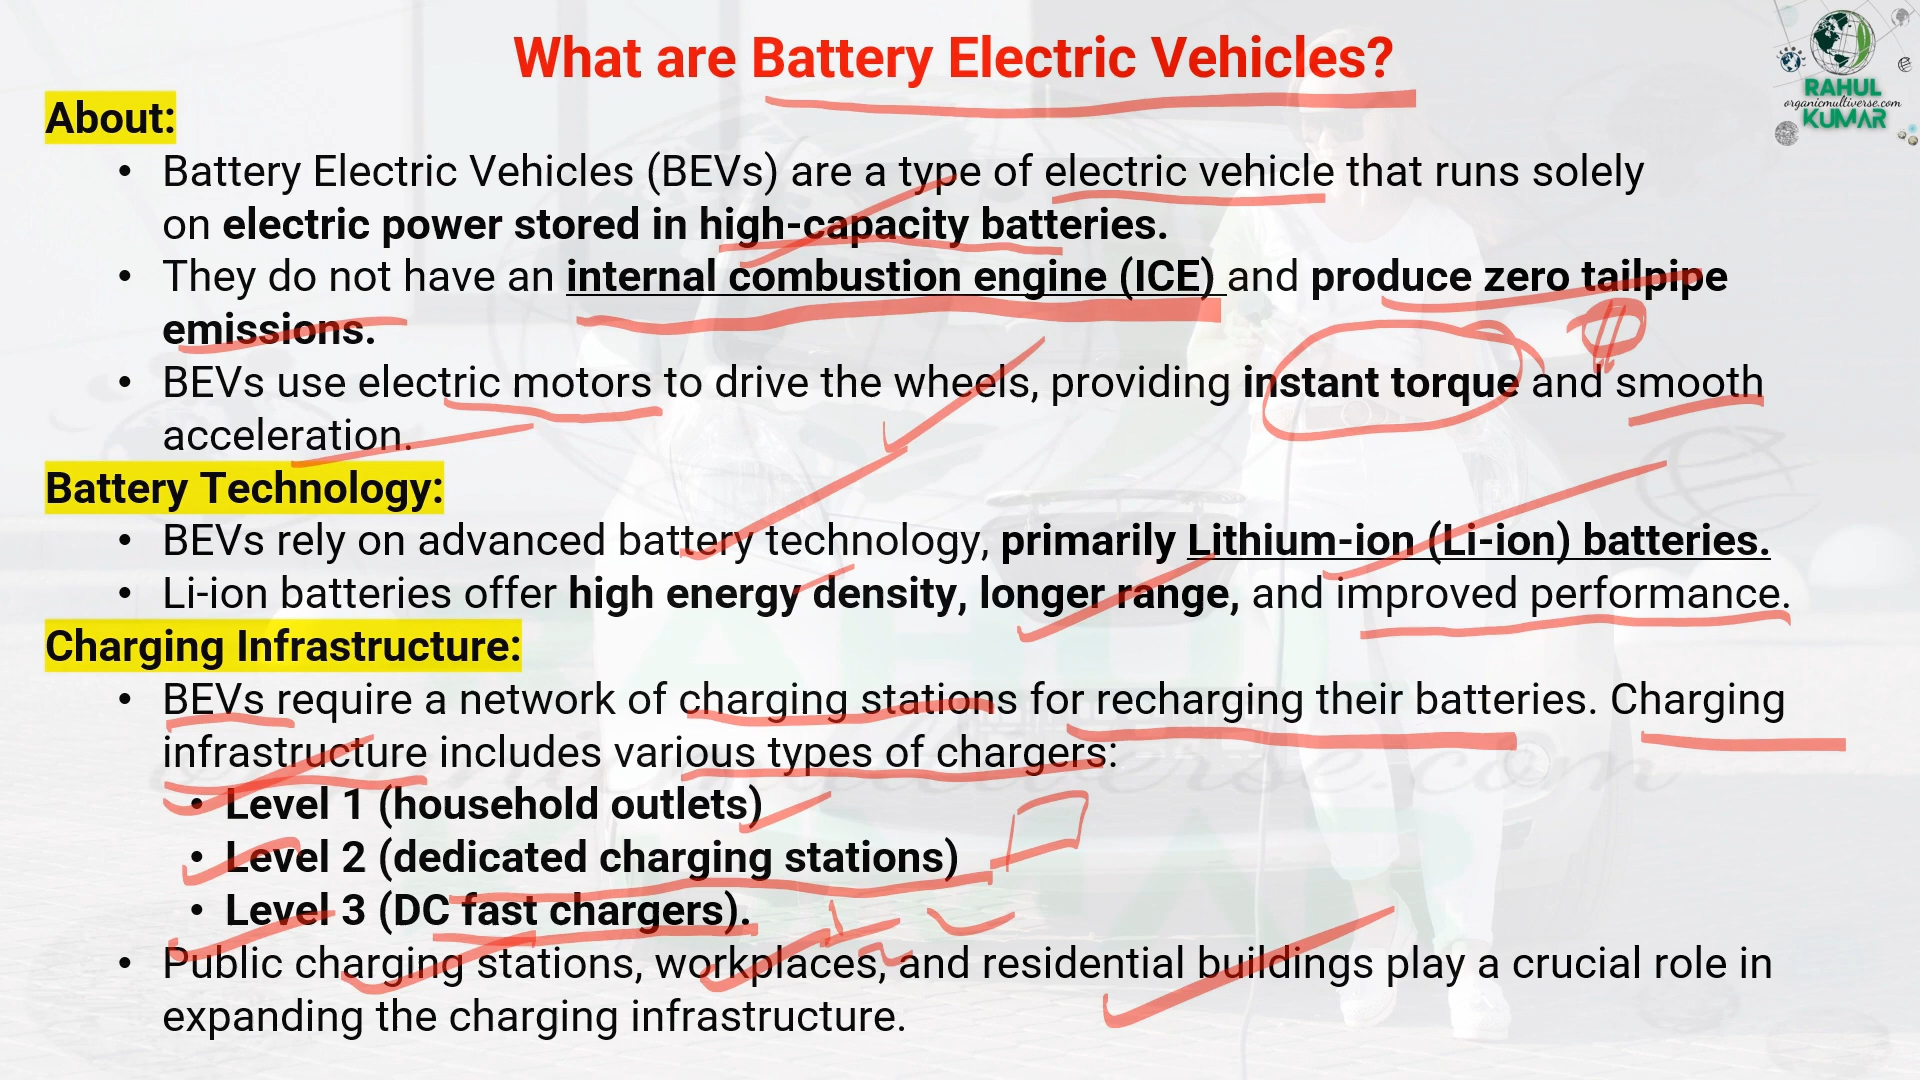 What are Battery Electric Vehicles?
RAHUL
organicmultiverse.com
KUMAR
About:
• Battery Electric Vehicles (BEVs) are a type of electric vehicle that runs solely
on electric power stored in high-capacity batteries.
• They do not have an internal combustion engine (ICE) and produce zero tailpipe
emissions.
• BEVs use electric motors to drive the wheels, providing instant torque and smooth
acceleration.
Battery Technology:
• BEVs rely on advanced battery technology, primarily Lithium-ion (Li-ion) batteries.
• Li-ion batteries offer high energy density, longer range, and improved performance.
Charging Infrastructure:
• BEVs require a network of charging stations for recharging their batteries. Charging
infrastructure includes various types of chargers:
• Level 1 (household outlets)
• Level 2 (dedicated charging stations)
• Level 3 (DC fast chargers).
• Public charging stations, workplaces, and residential buildings play a crucial role in
expanding the charging infrastructure.